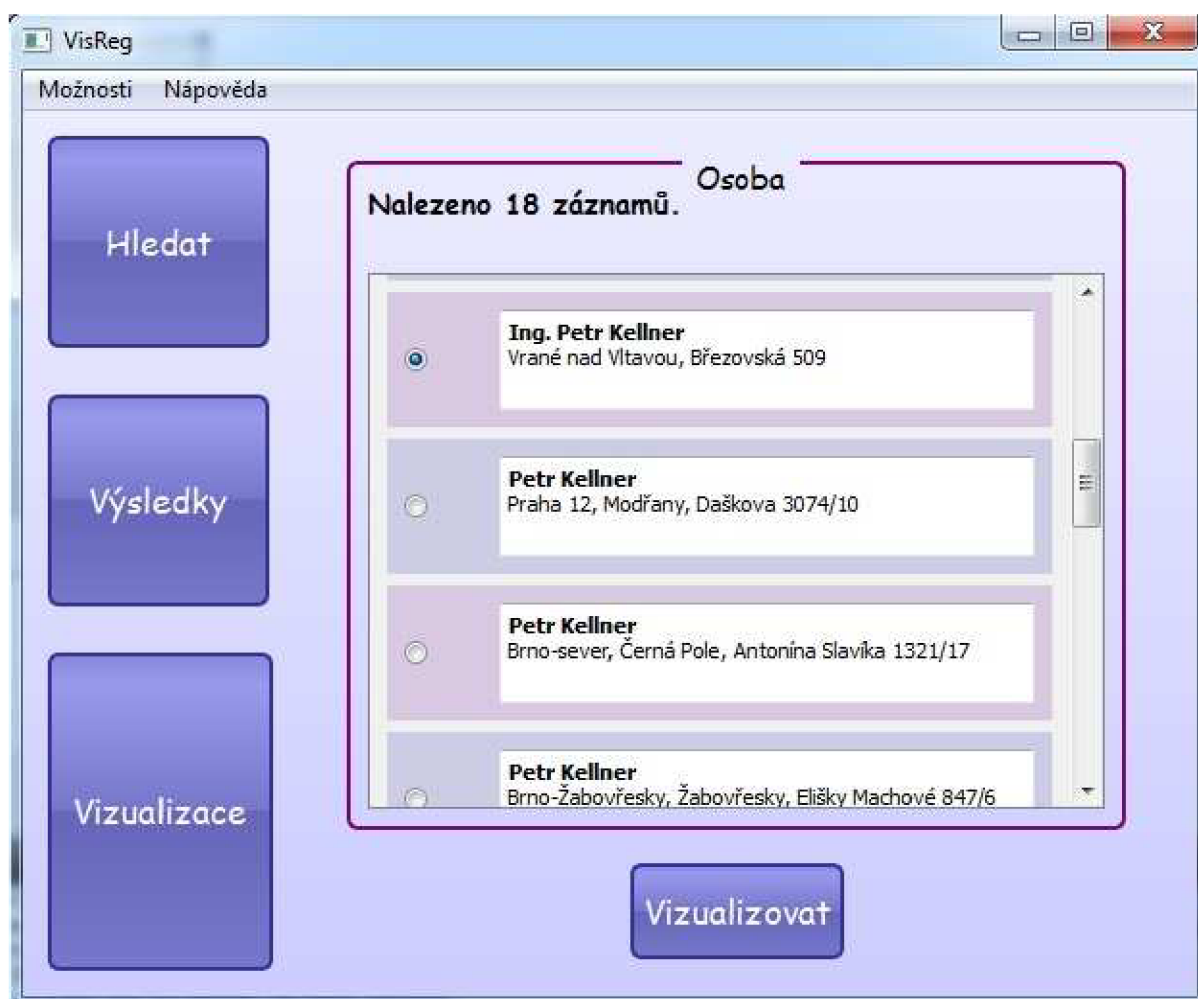 VisReg
Možnosti Nápověda
Hledat
Výsledky
Vizualizace
Osoba
Nalezeno 18 záznamů.
Ing. Petr Kellner
Vrané nad Vltavou, Březovská 509
Petr Kellner
Praha 12, Modřany, Daškova 3074/10
Petr Kellner
Brno-sever, Černá Pole, Antonína Slavíka 1321/17
Petr Kellner
Brno-Žabovřesky, Žabovřesky, Elišky Machové 847/6
Vizualizovat